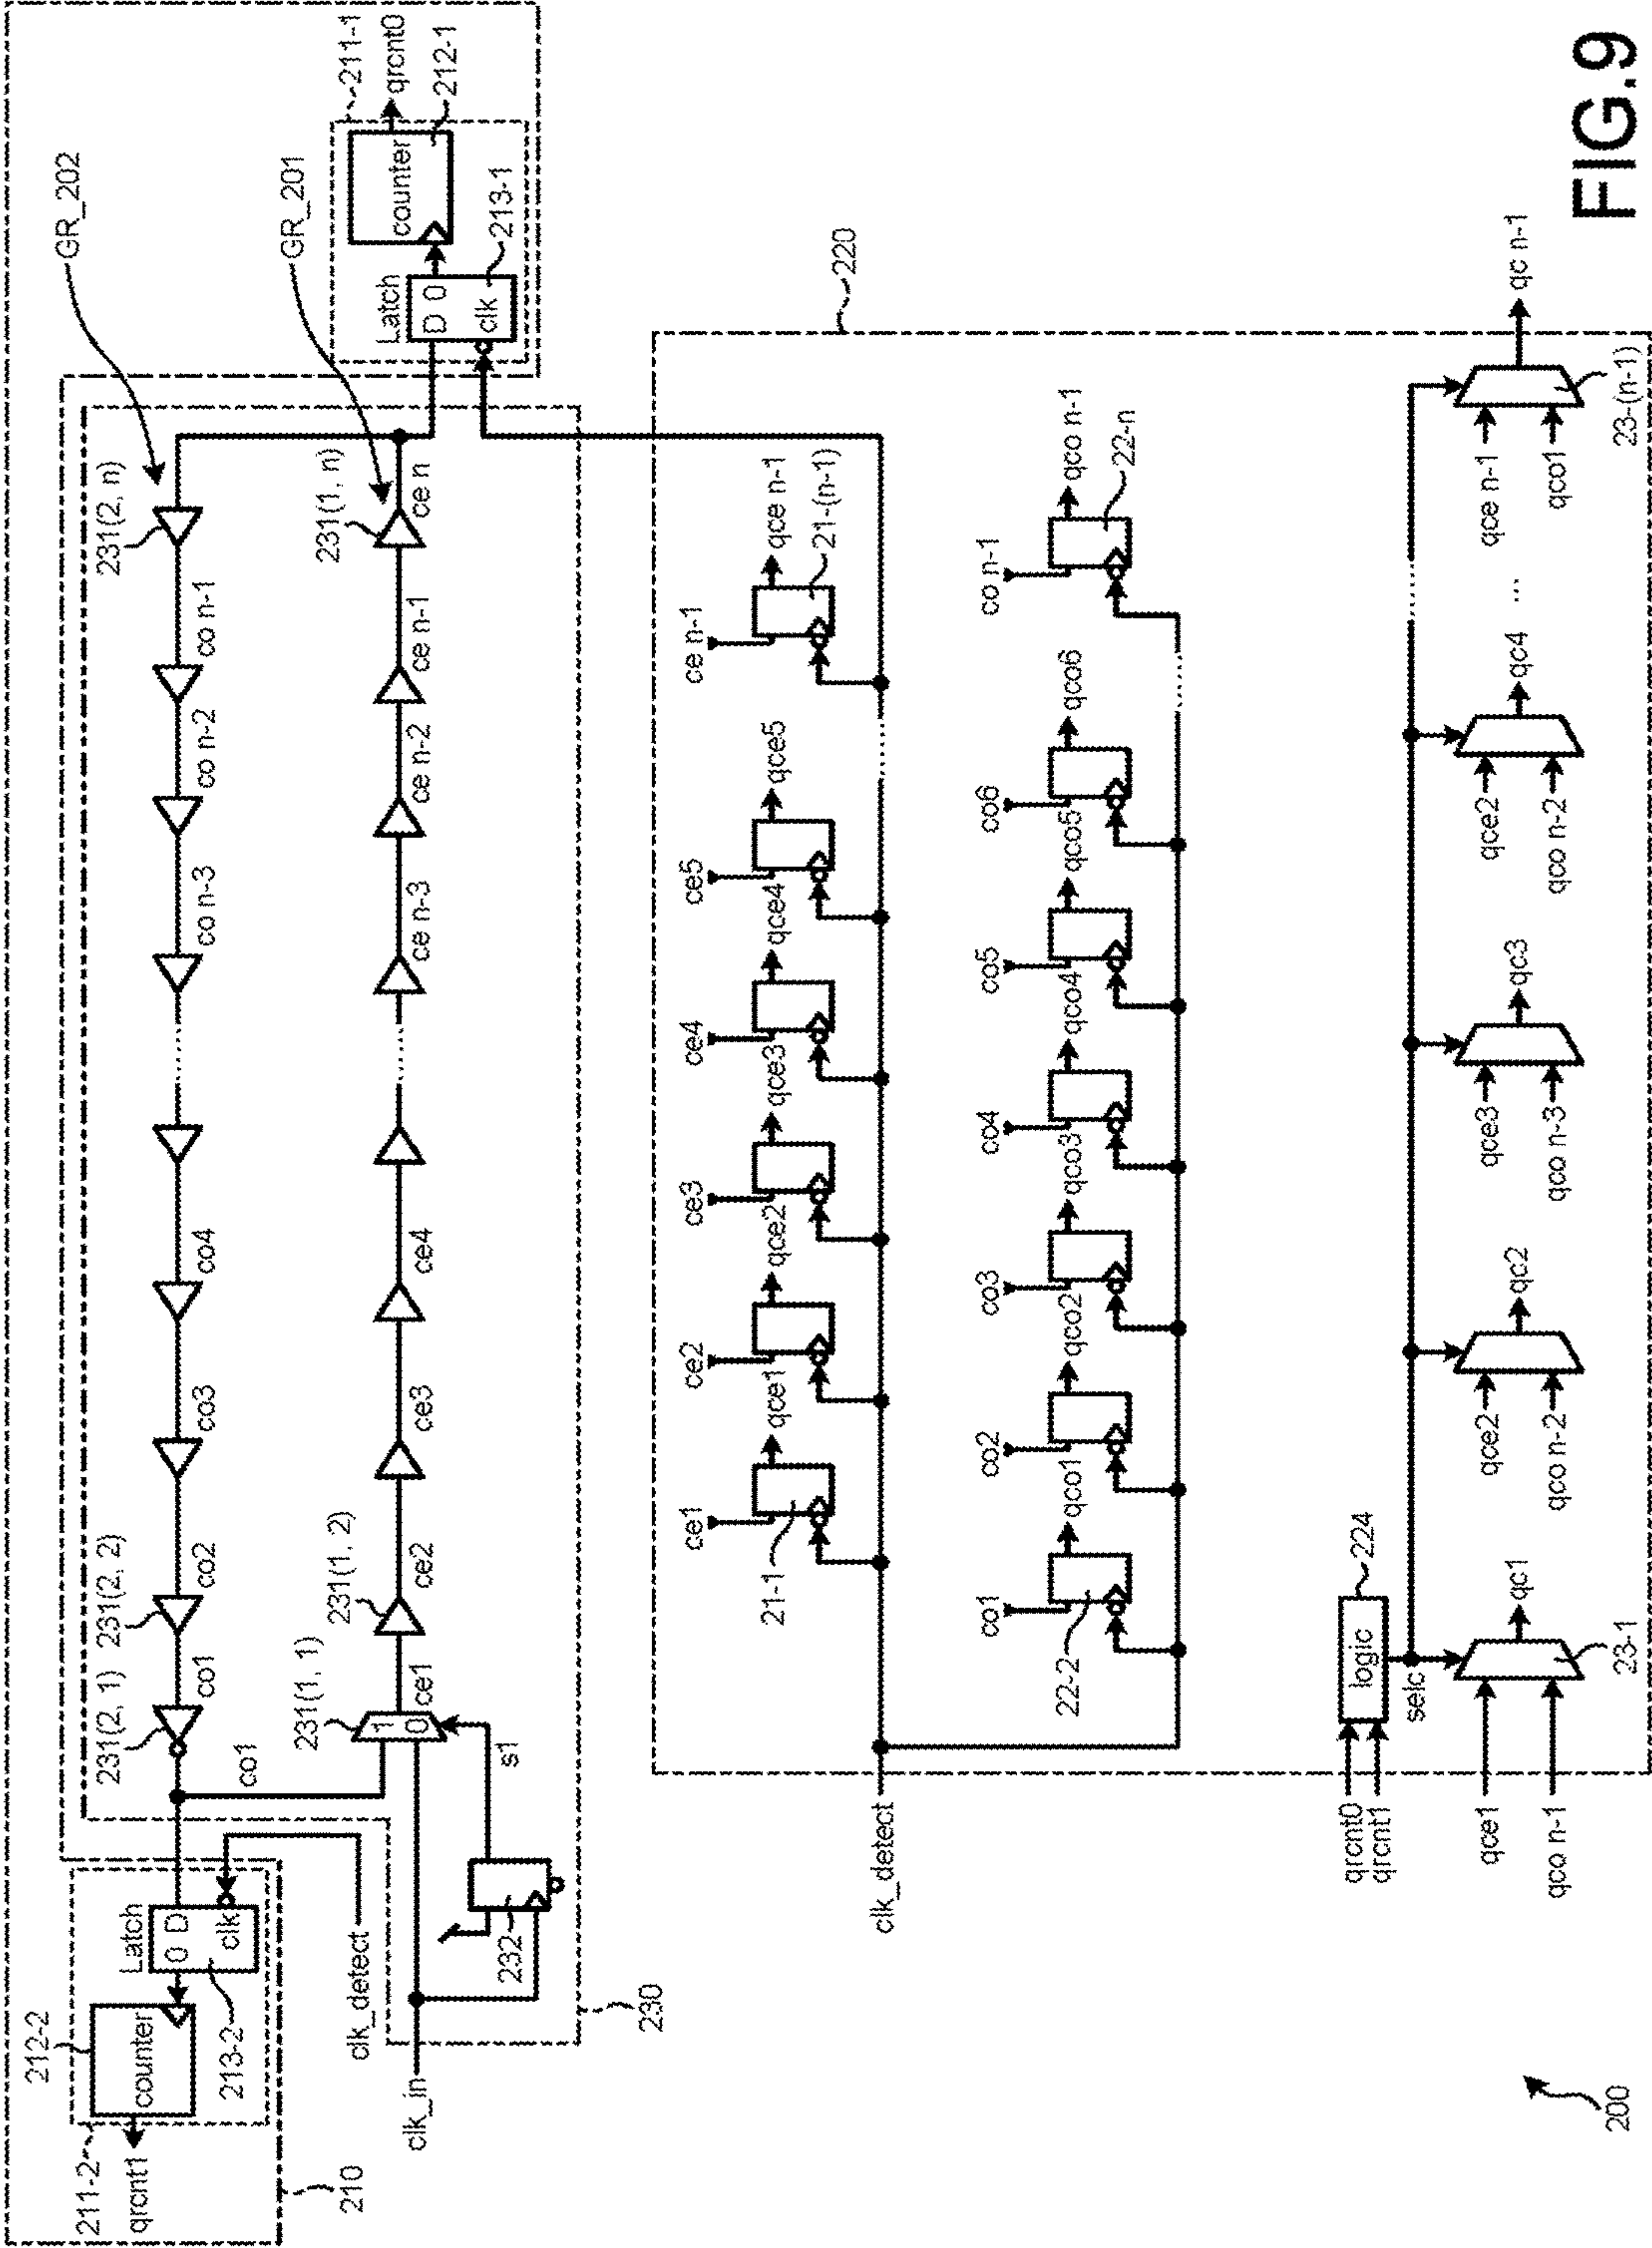 FIG.9
200
210
211-2
212-2
qrcnt1
counter
Latch
0 D
clk
213-2
clk_detect
clk_in
230
232
s1
231(2, 1)
231(2, 2)
231(2, n)
GR_202
co1
co1
co2
co3
co4
co n-3
co n-2
co n-1
231(1, 1)
1
0
231(1, 2)
231(1, n)
GR_201
ce1
ce2
ce3
ce4
ce n-3
ce n-2
ce n-1
ce n
211-1
qrcnt0
212-1
counter
Latch
D 0
clk
213-1
220
clk_detect
ce1
qce1
ce2
qce2
ce3
qce3
ce4
qce4
ce5
qce5
ce n-1
qce n-1
21-1
21-(n-1)
co1
qco1
co2
qco2
co3
qco3
co4
qco4
co5
qco5
co6
qco6
co n-1
qco n-1
22-2
22-n
qrcnt0
qrcnt1
logic
224
selc
qce1
qco n-1
qc1
23-1
qce2
qco n-2
qc2
qce3
qco n-3
qc3
qce2
qco n-2
qc4
...
qce n-1
qco1
qc n-1
23-(n-1)